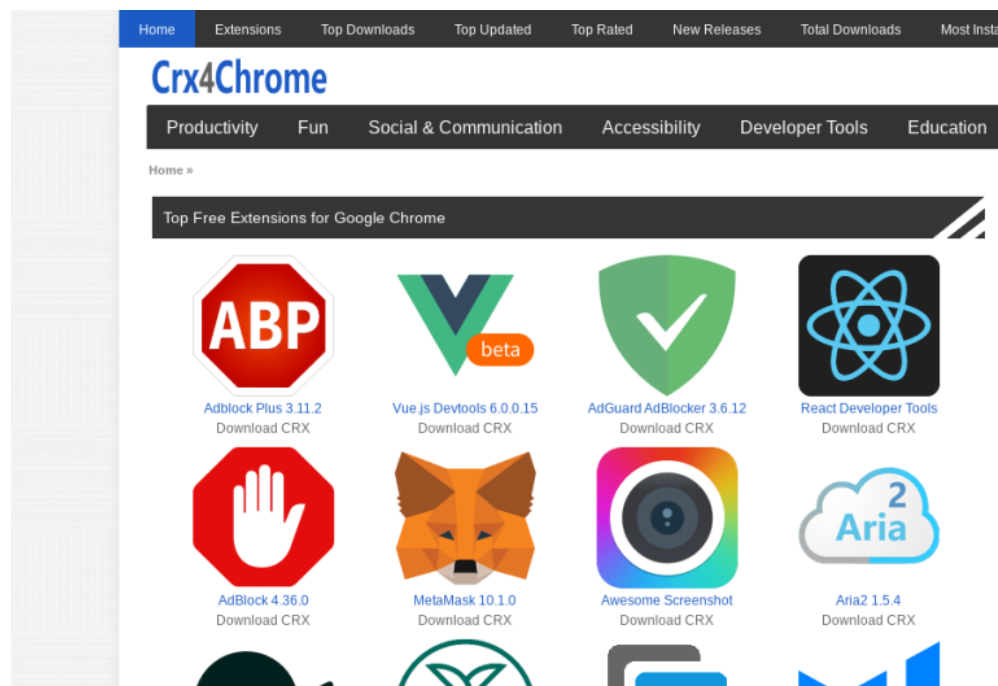 Home Extensions Top Downloads Top Updated Top Rated New Releases Total Downloads Most
Crx4Chrome
Productivity Fun Social & Communication Accessibility Developer Tools Education
Home »
Top Free Extensions for Google Chrome
ABP
beta
Adblock Plus 3.11.2 Vue.js Devtools 6.0.0.15 AdGuard AdBlocker 3.6.12 React Developer Tools
Download CRX Download CRX Download CRX Download CRX
2
Aria
AdBlock 4.36.0 MetaMask 10.1.0 Awesome Screenshot Aria2 1.5.4
Download CRX Download CRX Download CRX Download CRX